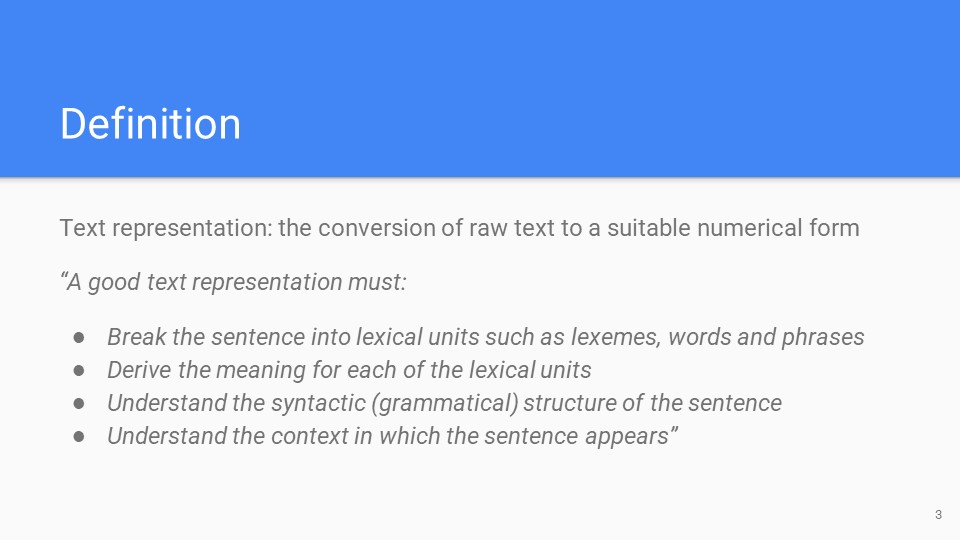 Definition
Text representation: the conversion of raw text to a suitable numerical form
“A good text representation must:
● Break the sentence into lexical units such as lexemes, words and phrases
● Derive the meaning for each of the lexical units
● Understand the syntactic (grammatical) structure of the sentence
● Understand the context in which the sentence appears”
3